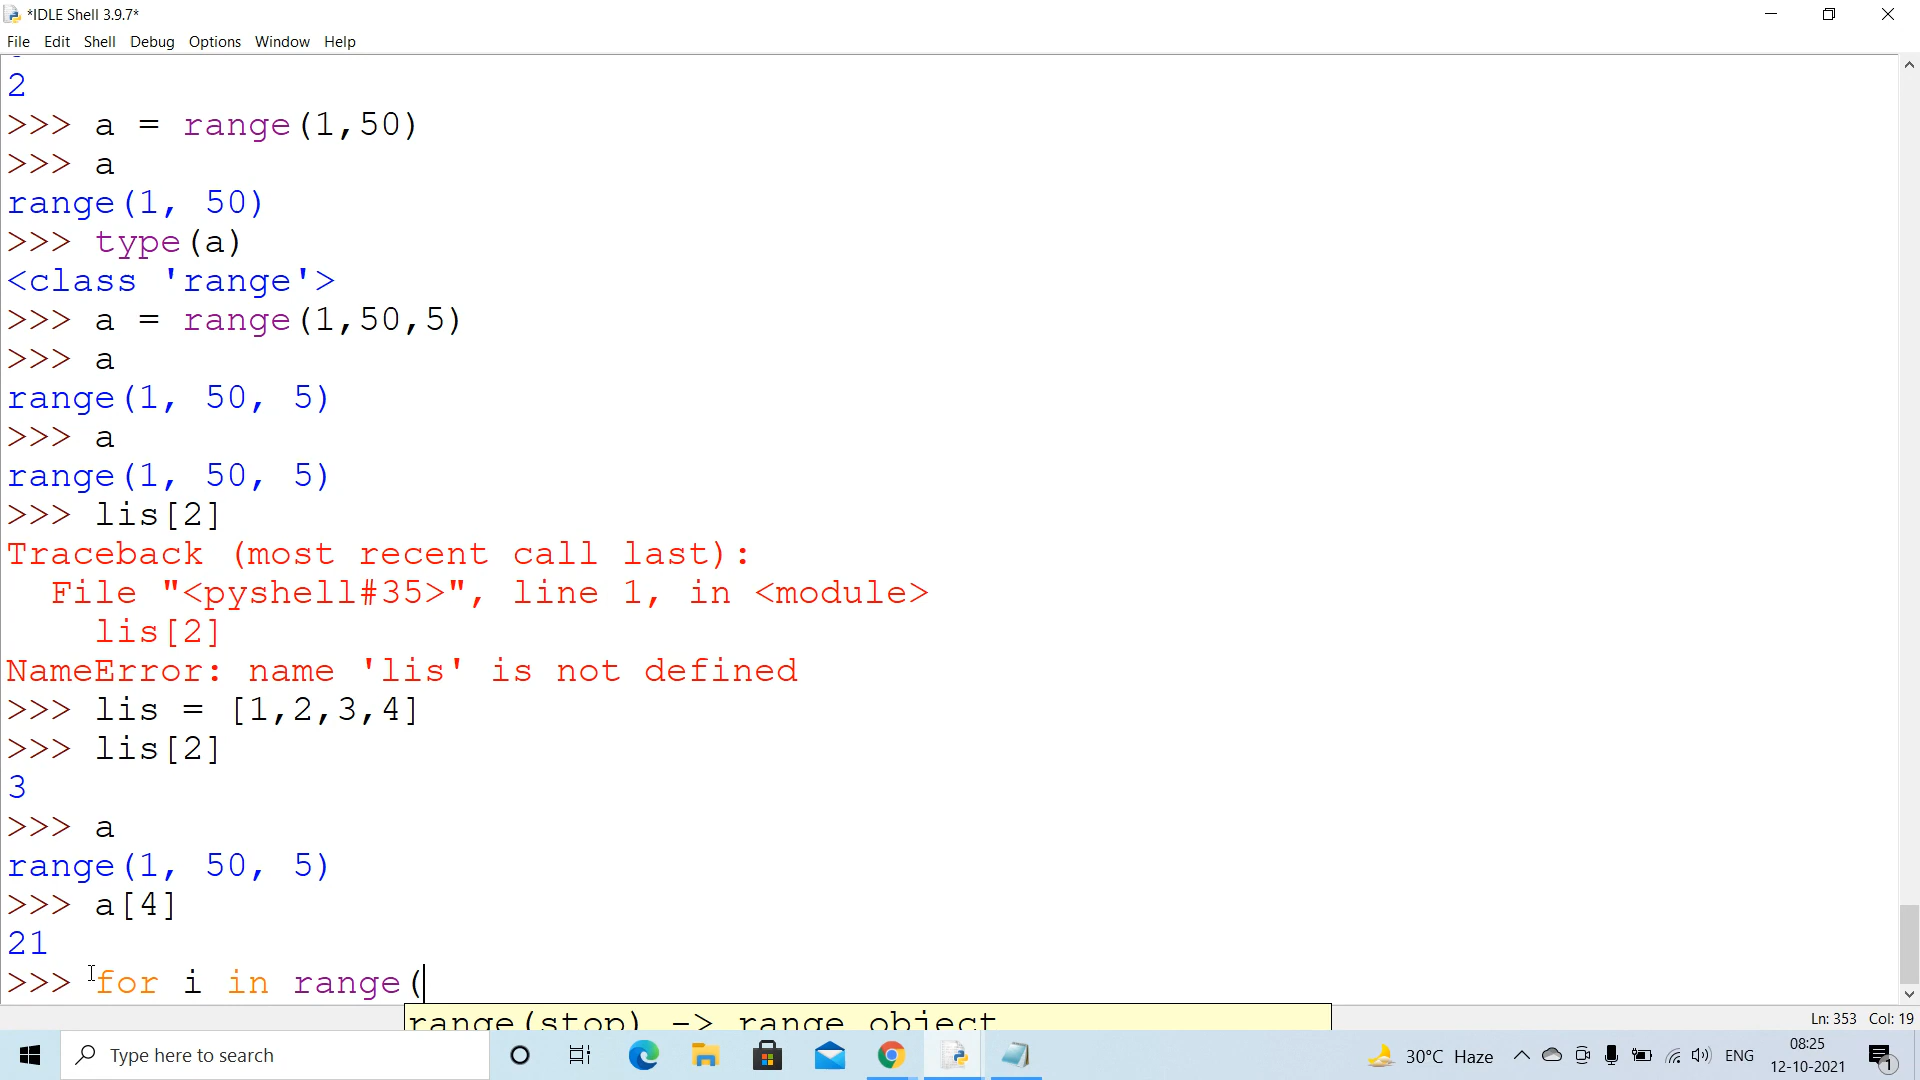 *IDLE Shell 3.9.7*
File Edit Shell Debug Options Window Help
2
>>> a = range(1,50)
>>> a
range(1, 50)
>>> type(a)
<class 'range'>
>>> a = range(1,50,5)
>>> a
range(1, 50, 5)
>>> a
range(1, 50, 5)
>>> lis[2]
Traceback (most recent call last):
  File "<pyshell#35>", line 1, in <module>
    lis[2]
NameError: name 'lis' is not defined
>>> lis = [1,2,3,4]
>>> lis[2]
3
>>> a
range(1, 50, 5)
>>> a[4]
21
>>> for i in range(
range(stop) -> range object
Ln: 353 Col: 19
Type here to search
30°C Haze
ENG
08:25
12-10-2021
1